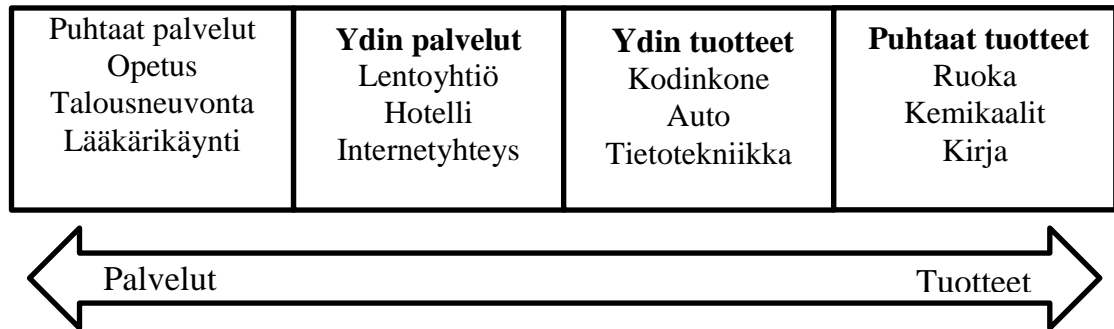 Puhtaat palvelut
Opetus
Talousneuvonta
Lääkärikäynti
Ydin palvelut
Lentoyhtiö
Hotelli
Internetyhteys
Ydin tuotteet
Kodinkone
Auto
Tietotekniikka
Puhtaat tuotteet
Ruoka
Kemikaalit
Kirja
Palvelut
Tuotteet